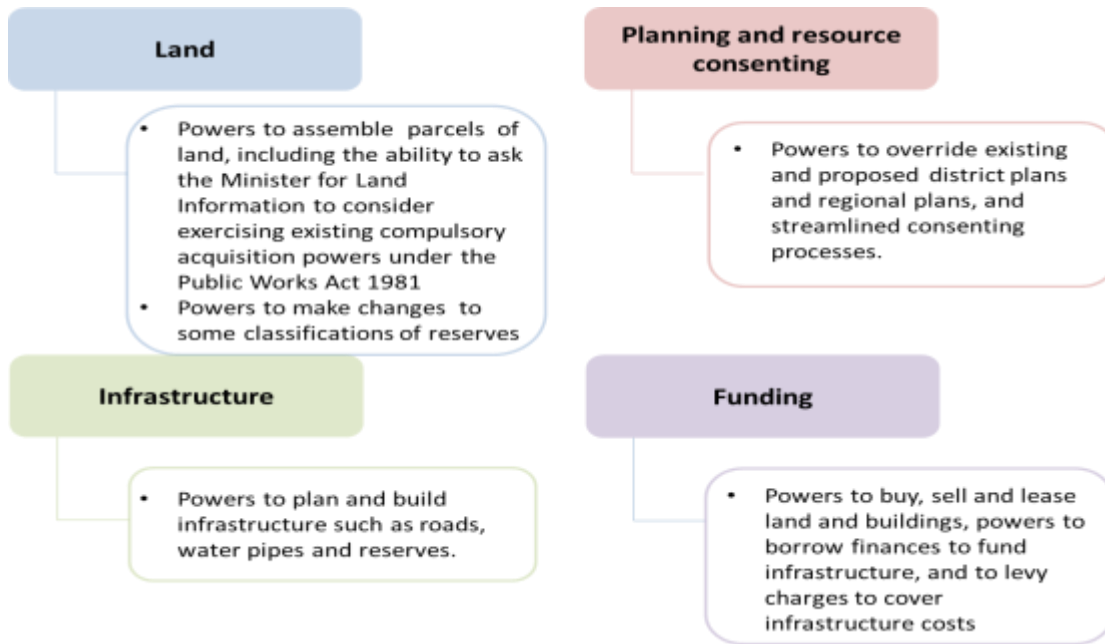 Land
• Powers to assemble parcels of
land, including the ability to ask
the Minister for Land
Information to consider
exercising existing compulsory
acquisition powers under the
Public Works Act 1981
• Powers to make changes to
some classifications of reserves
Planning and resource
consenting
• Powers to override existing
and proposed district plans
and regional plans, and
streamlined consenting
processes.
Infrastructure
• Powers to plan and build
infrastructure such as roads,
water pipes and reserves.
Funding
• Powers to buy, sell and lease
land and buildings, powers to
borrow finances to fund
infrastructure, and to levy
charges to cover
infrastructure costs